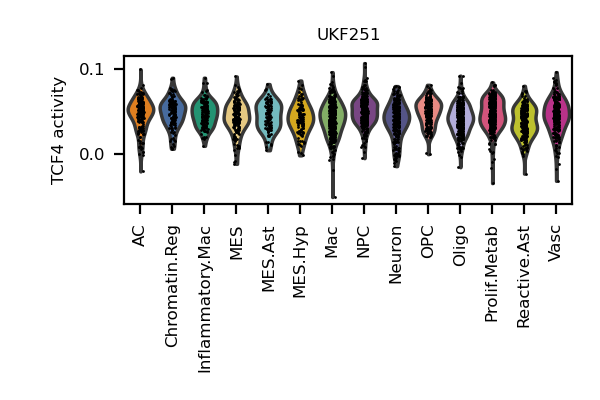 UKF251
TCF4 activity
0.1
0.0
AC
Chromatin.Reg
Inflammatory.Mac
MES
MES.Ast
MES.Hyp
Mac
NPC
Neuron
OPC
Oligo
Prolif.Metab
Reactive.Ast
Vasc